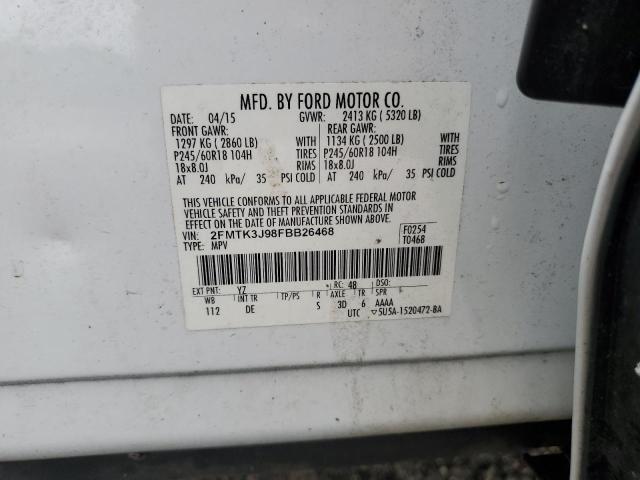 MFD. BY FORD MOTOR CO.
DATE: 04/15 GVWR: 2413 KG ( 5320 LB)
FRONT GAWR: REAR GAWR:
1297 KG ( 2860 LB) WITH 1134 KG ( 2500 LB) WITH
P245/60R18 104H TIRES P245/60R18 104H TIRES
18x8.0J RIMS 18x8.0J RIMS
AT 240 kPa/ 35 PSI COLD AT 240 kPa/ 35 PSI COLD
THIS VEHICLE CONFORMS TO ALL APPLICABLE FEDERAL MOTOR
VEHICLE SAFETY AND THEFT PREVENTION STANDARDS IN
EFFECT ON THE DATE OF MANUFACTURE SHOWN ABOVE.
VIN: 2FMTK3J98FBB26468 F0254
TYPE: MPV T0468
EXT PNT: YZ RC: 48 DSO:
WB INT TR TP/PS R AXLE TR SPR
112 DE S 3D 6 AAAA
UTC ▽5U5A-1520472-BA